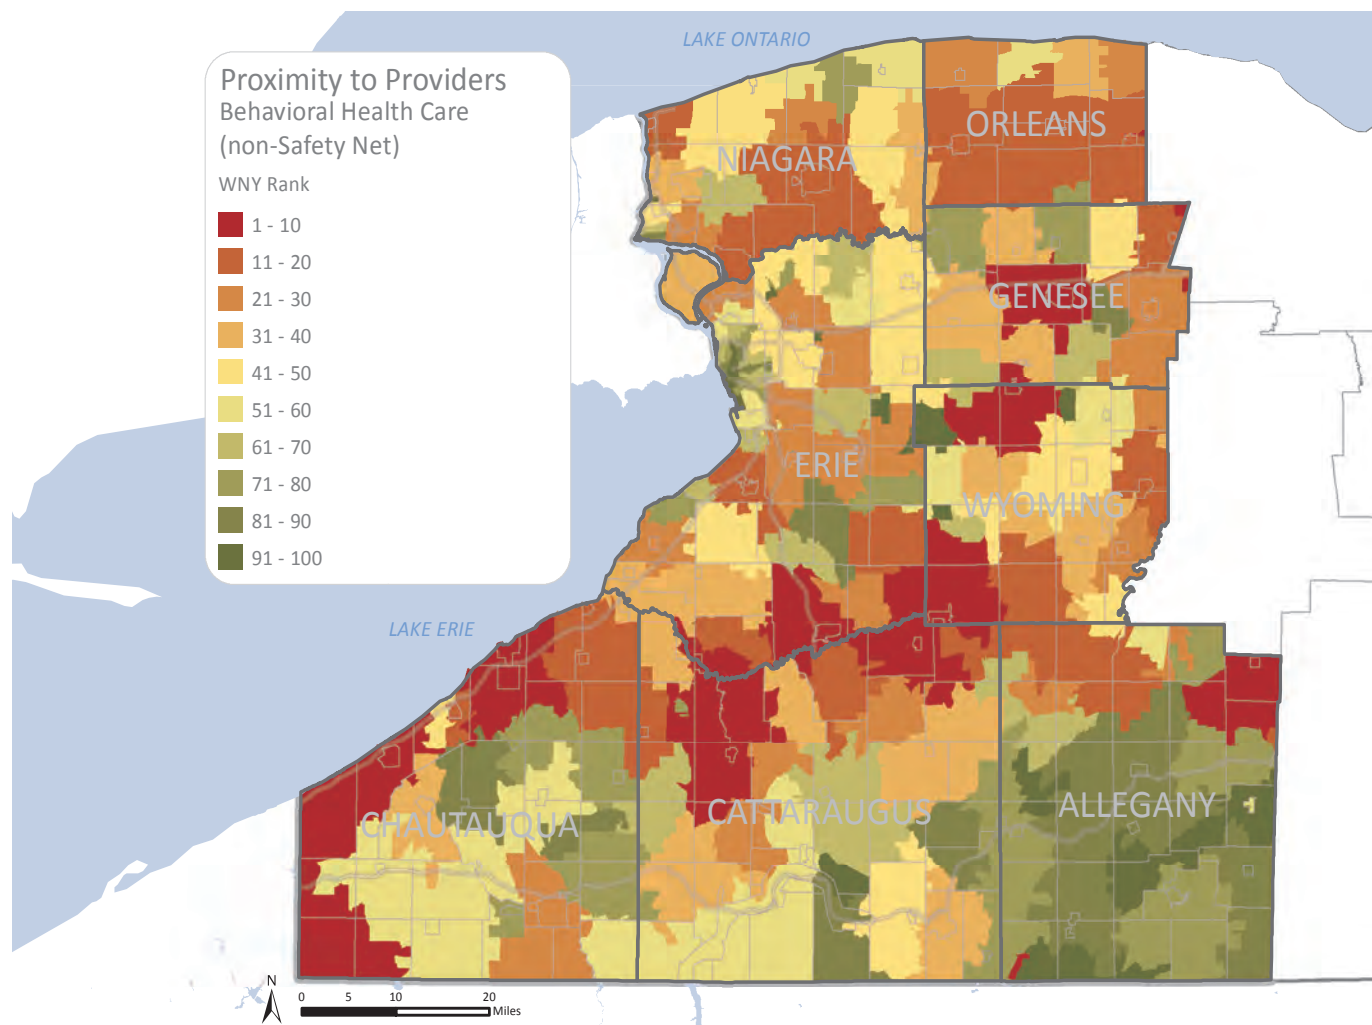 LAKE ONTARIO
Proximity to Providers
Behavioral Health Care
(non-Safety Net)
WNY Rank
1 - 10
11 - 20
21 - 30
31 - 40
41 - 50
51 - 60
61 - 70
71 - 80
81 - 90
91 - 100
ORLEANS
NIAGARA
GENESEE
ERIE
WYOMING
LAKE ERIE
CHAUTAUQUA
CATTARAUGUS
ALLEGANY
N
0 5 10 20
Miles